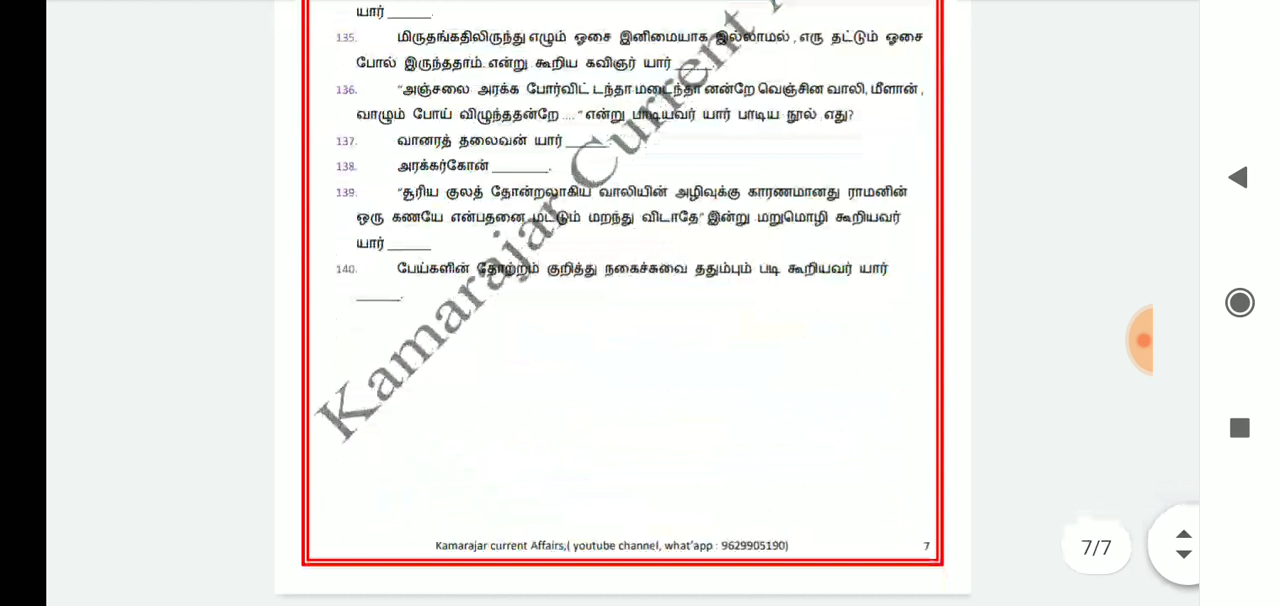 யார் ______.
135. மிருதங்கதிலிருந்து எழும் ஓசை இனிமையாக இல்லாமல் , எரு தட்டும் ஓசை
போல் இருந்ததாம். என்று கூறிய கவிஞர் யார் ______
136. “அஞ்சலை அரக்க போர்விட் டந்தா மடைந்தா னன்றே வெஞ்சின வாலி, மீளான் ,
வாழும் போய் விழுந்ததன்றே ....” என்று பாடியவர் யார் பாடிய நூல் எது?
137. வானரத் தலைவன் யார் ______.
138. அரக்கர்கோன் ________.
139. “சூரிய குலத் தோன்றலாகிய வாலியின் அழிவுக்கு காரணமானது ராமனின்
ஒரு கணயே என்பதனை மட்டும் மறந்து விடாதே” இன்று மறுமொழி கூறியவர்
யார் ______
140. பேய்களின் தோற்றம் குறித்து நகைச்சுவை ததும்பும் படி கூறியவர் யார்
______.
Kamarajar Current
Kamarajar current Affairs,( youtube channel, what'app : 9629905190)
7
7/7